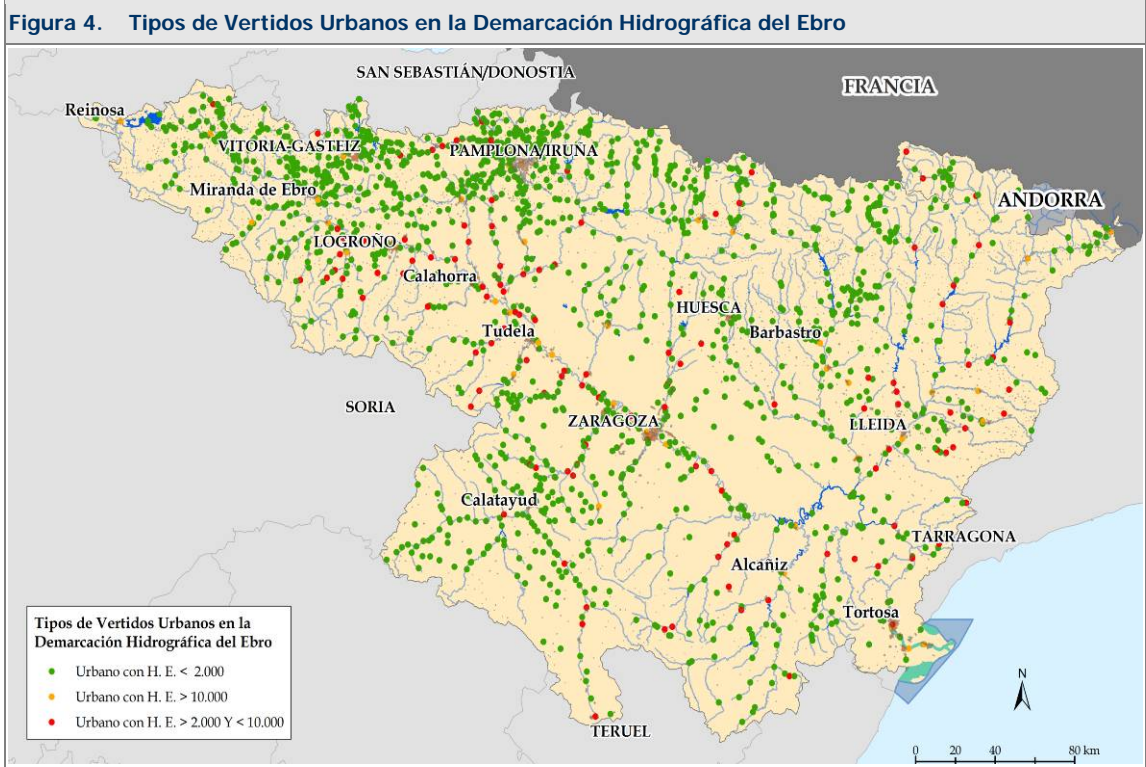 Figura 4. Tipos de Vertidos Urbanos en la Demarcación Hidrográfica del Ebro
SAN SEBASTIÁN/DONOSTIA
FRANCIA
Reinosa
VITORIA-GASTEIZ
PAMPLONA/IRUÑA
Miranda de Ebro
ANDORRA
LOGROÑO
Calahorra
HUESCA
Barbastro
Tudela
SORIA
ZARAGOZA
LLEIDA
Calatayud
TARRAGONA
Alcañiz
Tortosa
TERUEL
Tipos de Vertidos Urbanos en la
Demarcación Hidrográfica del Ebro
Urbano con H. E. < 2.000
Urbano con H. E. > 10.000
Urbano con H. E. > 2.000 Y < 10.000
N
0 20 40 80 km